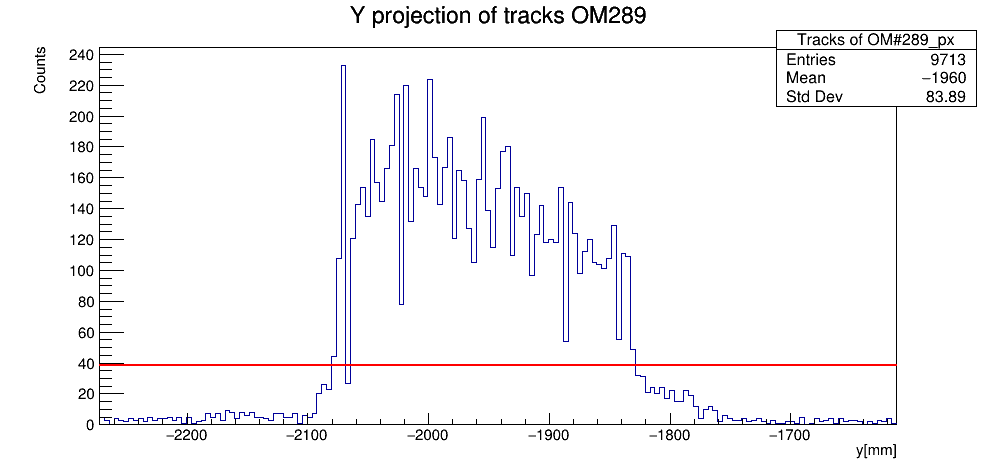 Y projection of tracks OM289
Tracks of OM#289_px
Entries 9713
Mean −1960
Std Dev 83.89
Counts
240
220
200
180
160
140
120
100
80
60
40
20
0
−2200 −2100 −2000 −1900 −1800 −1700
y[mm]